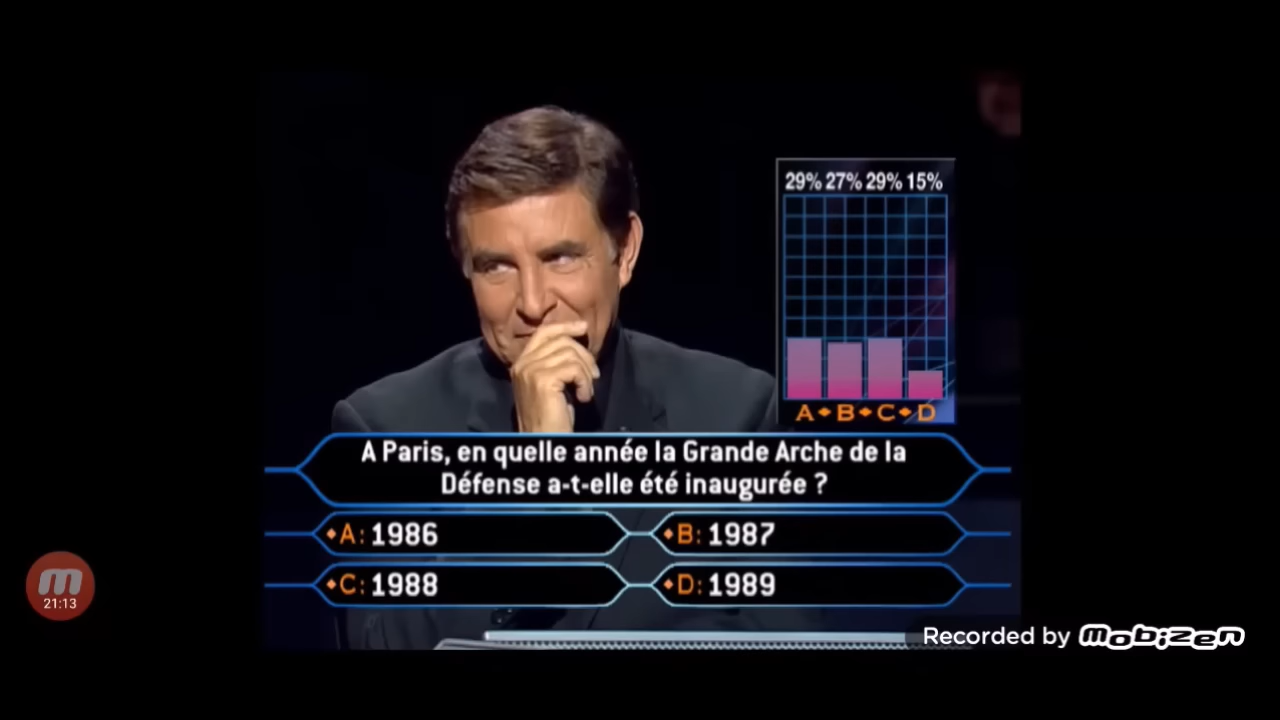 29% 27% 29% 15%
A◆B◆C◆D
A Paris, en quelle année la Grande Arche de la
Défense a-t-elle été inaugurée ?
◆A: 1986
◆B: 1987
◆C: 1988
◆D: 1989
m
21:13
Recorded by mobizen